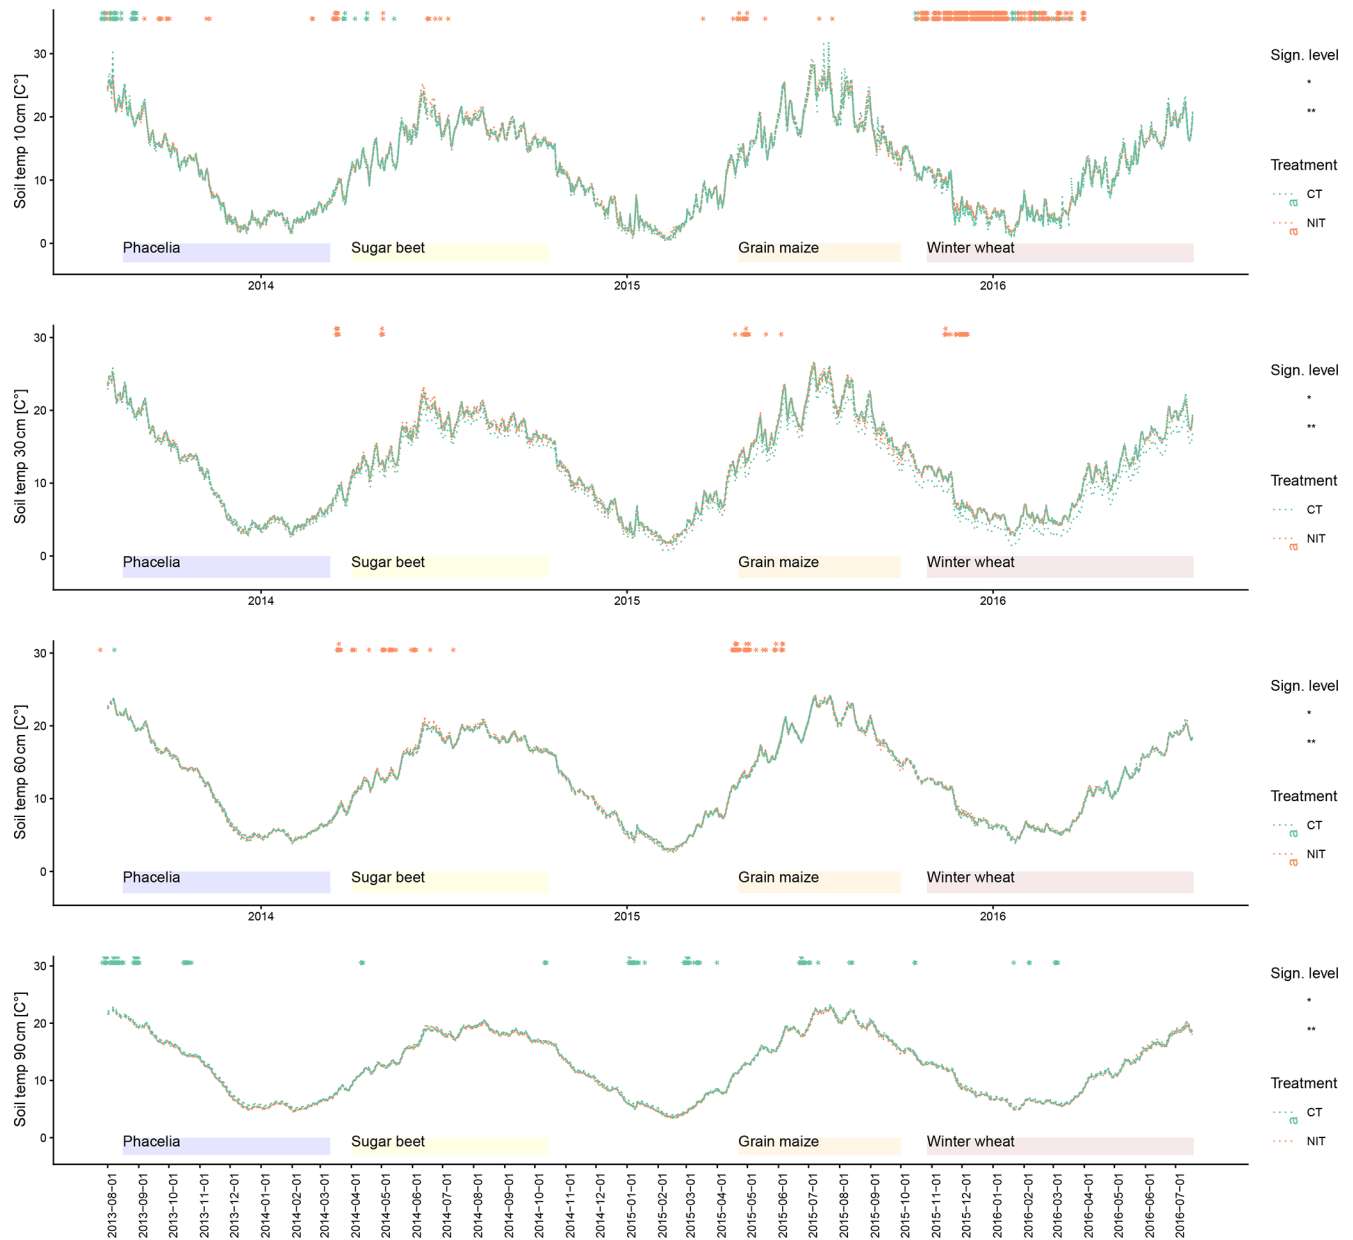 Soil temp 10 cm [C°]
30
20
10
0
Phacelia
Sugar beet
Grain maize
Winter wheat
2014
2015
2016
Sign. level
*
**
Treatment
a CT
a NIT
Soil temp 30 cm [C°]
30
20
10
0
Phacelia
Sugar beet
Grain maize
Winter wheat
2014
2015
2016
Sign. level
*
**
Treatment
CT
a NIT
Soil temp 60 cm [C°]
30
20
10
0
Phacelia
Sugar beet
Grain maize
Winter wheat
2014
2015
2016
Sign. level
*
**
Treatment
a CT
a NIT
Soil temp 90 cm [C°]
30
20
10
0
Phacelia
Sugar beet
Grain maize
Winter wheat
2013−08−01
2013−09−01
2013−10−01
2013−11−01
2013−12−01
2014−01−01
2014−02−01
2014−03−01
2014−04−01
2014−05−01
2014−06−01
2014−07−01
2014−08−01
2014−09−01
2014−10−01
2014−11−01
2014−12−01
2015−01−01
2015−02−01
2015−03−01
2015−04−01
2015−05−01
2015−06−01
2015−07−01
2015−08−01
2015−09−01
2015−10−01
2015−11−01
2015−12−01
2016−01−01
2016−02−01
2016−03−01
2016−04−01
2016−05−01
2016−06−01
2016−07−01
Sign. level
*
**
Treatment
a CT
NIT